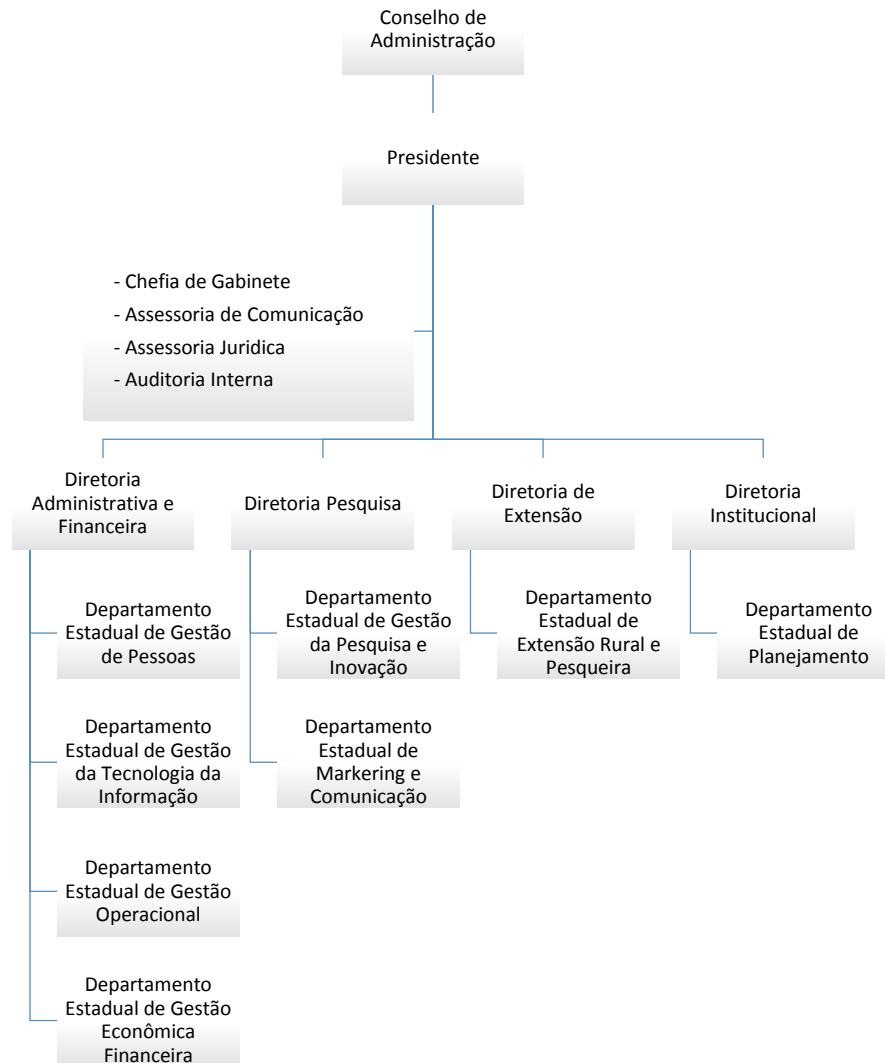 Conselho de
Administração
Presidente
- Chefia de Gabinete
- Assessoria de Comunicação
- Assessoria Juridica
- Auditoria Interna
Diretoria
Administrativa e
Financeira
Diretoria Pesquisa
Diretoria de
Extensão
Diretoria
Institucional
Departamento
Estadual de Gestão
de Pessoas
Departamento
Estadual de Gestão
da Pesquisa e
Inovação
Departamento
Estadual de
Extensão Rural e
Pesqueira
Departamento
Estadual de
Planejamento
Departamento
Estadual de Gestão
da Tecnologia da
Informação
Departamento
Estadual de
Markering e
Comunicação
Departamento
Estadual de Gestão
Operacional
Departamento
Estadual de Gestão
Econômica
Financeira